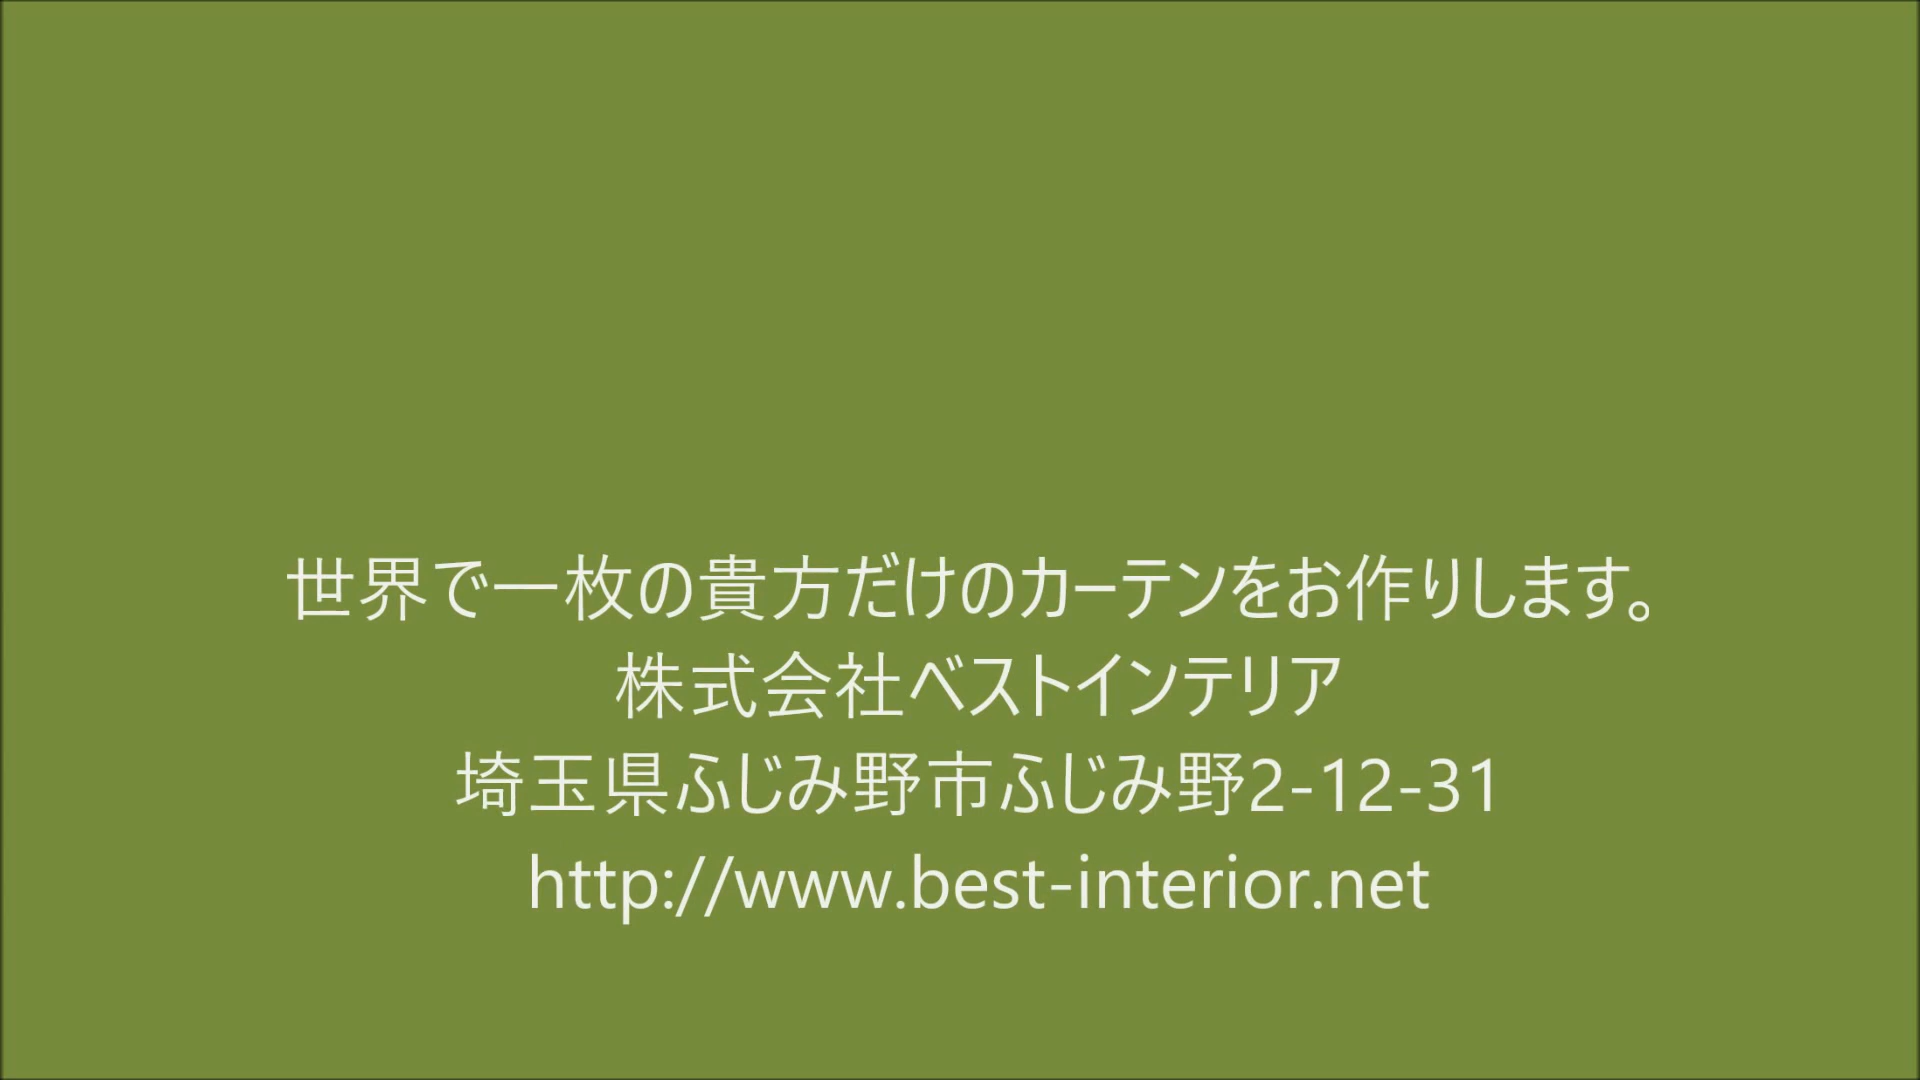 世界で一枚の貴方だけのカーテンをお作りします。
株式会社ベストインテリア
埼玉県ふじみ野市ふじみ野2-12-31
http://www.best-interior.net